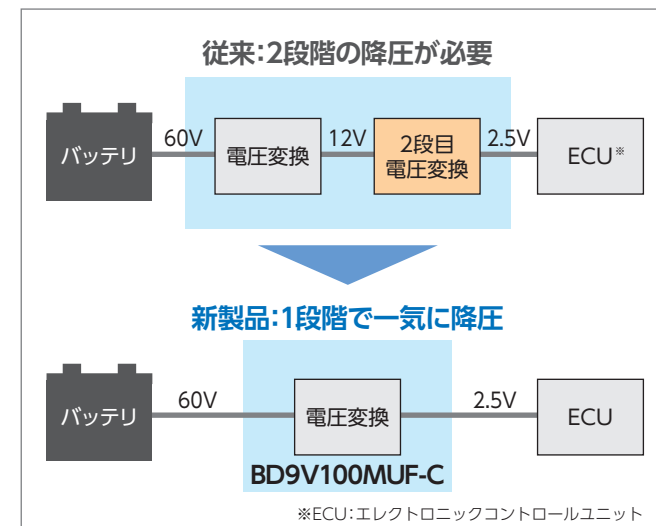 従来:2段階の降圧が必要
バッテリ
60V
電圧変換
12V
2段目
電圧変換
2.5V
ECU※
新製品:1段階で一気に降圧
バッテリ
60V
電圧変換
2.5V
ECU
BD9V100MUF-C
※ECU:エレクトロニックコントロールユニット